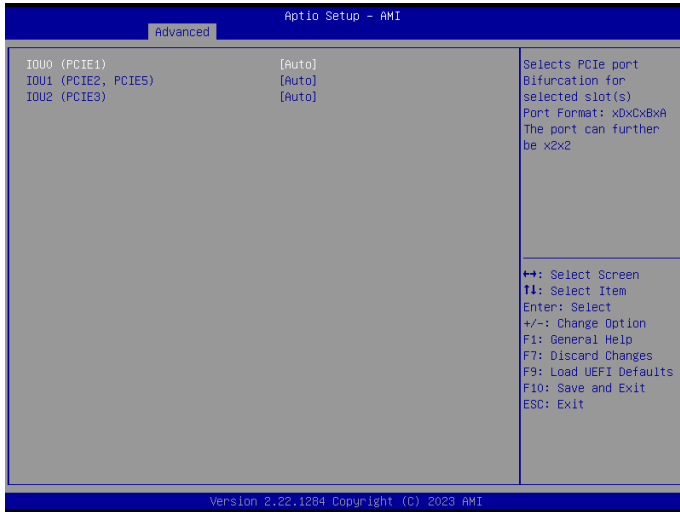 Aptio Setup – AMI
Advanced
IOU0 (PCIE1) [Auto]
IOU1 (PCIE2, PCIE5) [Auto]
IOU2 (PCIE3) [Auto]
Selects PCIe port
Bifurcation for
selected slot(s)
Port Format: xDxCxBxA
The port can further
be x2x2
↔: Select Screen
↑↓: Select Item
Enter: Select
+/-: Change Option
F1: General Help
F7: Discard Changes
F9: Load UEFI Defaults
F10: Save and Exit
ESC: Exit
Version 2.22.1284 Copyright (C) 2023 AMI